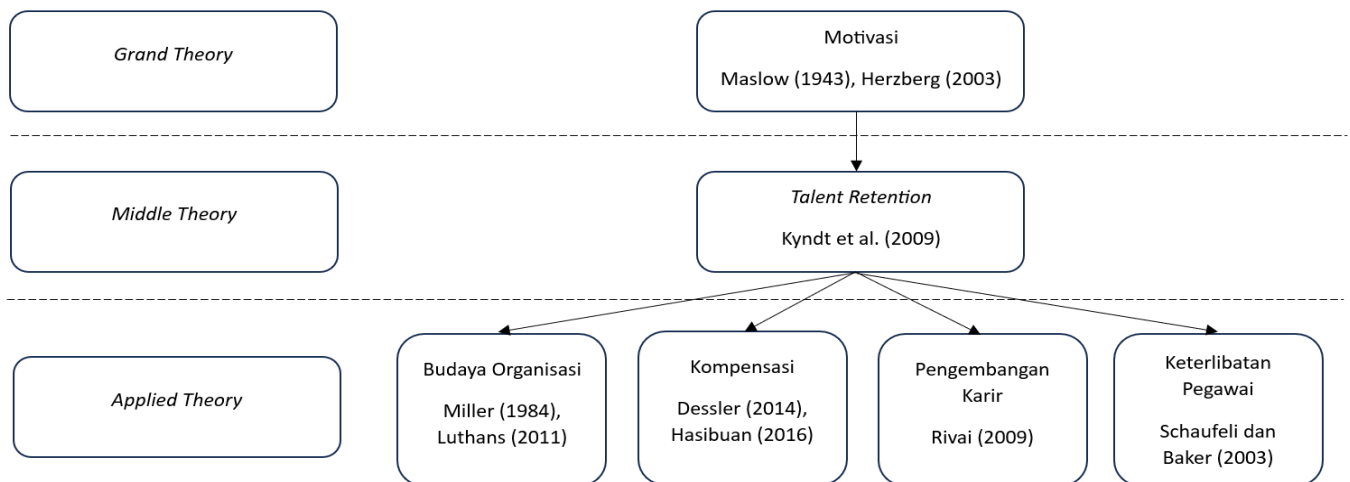 Grand Theory
Motivasi
Maslow (1943), Herzberg (2003)
Middle Theory
Talent Retention
Kyndt et al. (2009)
Applied Theory
Budaya Organisasi
Miller (1984),
Luthans (2011)
Kompensasi
Dessler (2014),
Hasibuan (2016)
Pengembangan
Karir
Rivai (2009)
Keterlibatan
Pegawai
Schaufeli dan
Baker (2003)